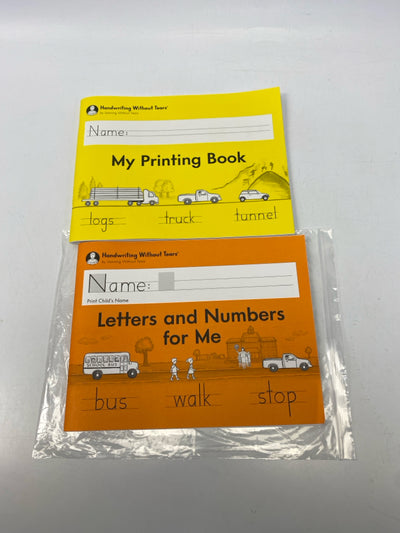 Handwriting Without Tears®
by Learning Without Tears
Name:
My Printing Book
logs truck tunnel
Handwriting Without Tears®
by Learning Without Tears
Name:
Print Child's Name
Letters and Numbers
for Me
SCHOOL BUS
bus walk stop